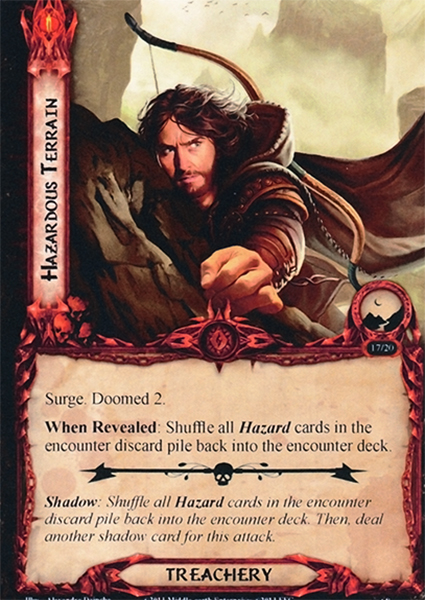 HAZARDOUS TERRAIN
17/20
Surge. Doomed 2.
When Revealed: Shuffle all Hazard cards in the
encounter discard pile back into the encounter deck.
Shadow: Shuffle all Hazard cards in the encounter
discard pile back into the encounter deck. Then, deal
another shadow card for this attack.
TREACHERY